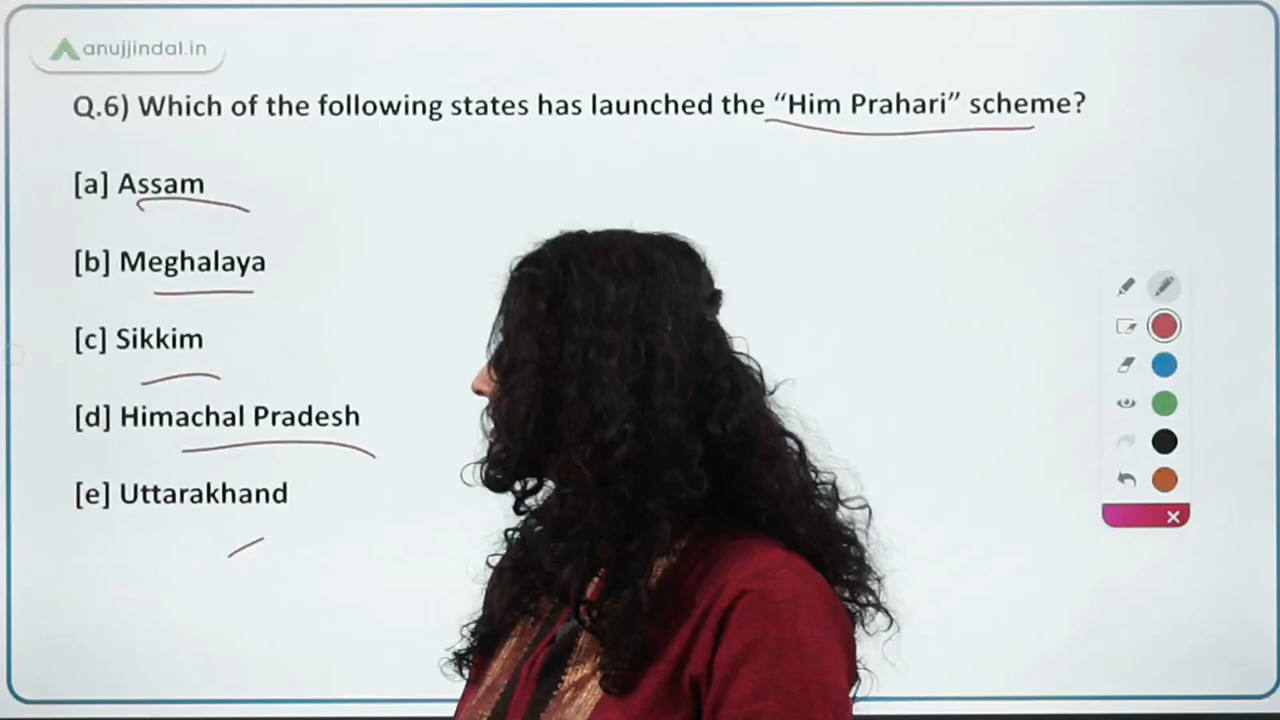 anujjindal.in
Q.6) Which of the following states has launched the “Him Prahari” scheme?
[a] Assam
[b] Meghalaya
[c] Sikkim
[d] Himachal Pradesh
[e] Uttarakhand